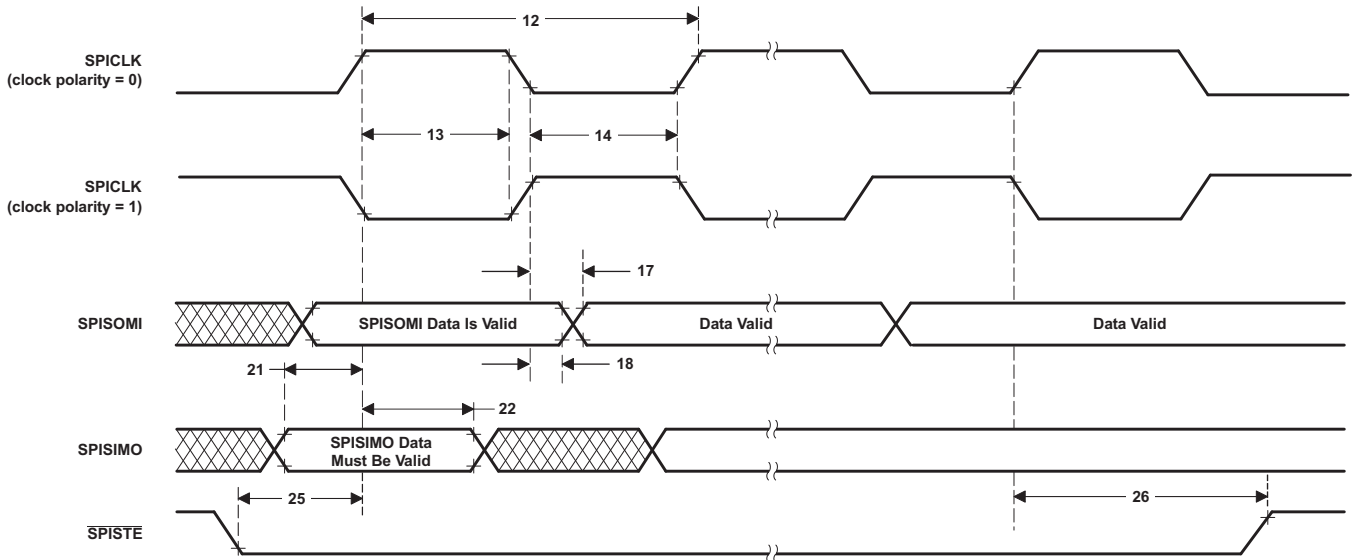 12
SPICLK
(clock polarity = 0)
13
14
SPICLK
(clock polarity = 1)
17
SPISOMI
SPISOMI Data Is Valid
Data Valid
Data Valid
21
18
22
SPISIMO
SPISIMO Data
Must Be Valid
25
26
SPISTE